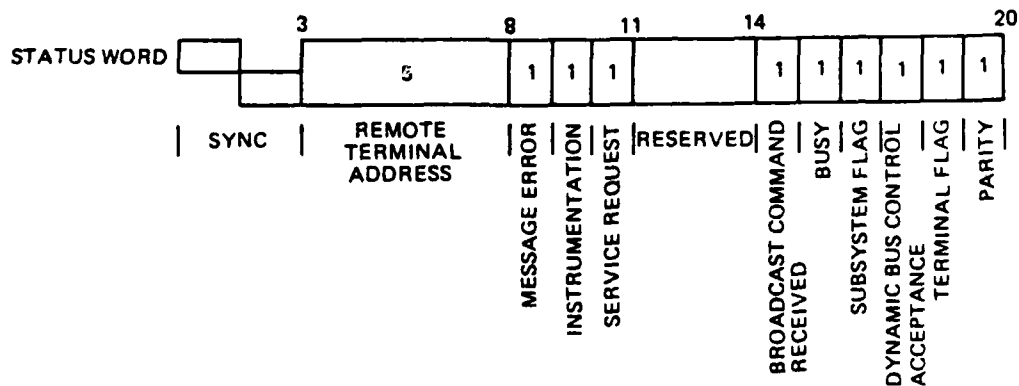 3 8 11 14 20
STATUS WORD
5 1 1 1 1 1 1 1 1 1
SYNC
REMOTE
TERMINAL
ADDRESS
MESSAGE ERROR
INSTRUMENTATION
SERVICE REQUEST
RESERVED
BROADCAST COMMAND
RECEIVED
BUSY
SUBSYSTEM FLAG
DYNAMIC BUS CONTROL
ACCEPTANCE
TERMINAL FLAG
PARITY